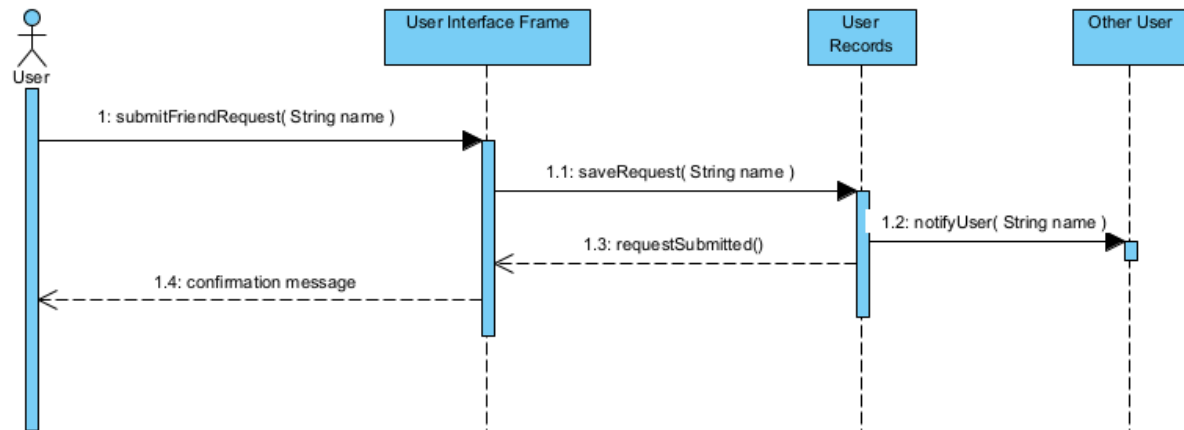 User Interface Frame
User
Records
Other User
User
1: submitFriendRequest( String name )
1.1: saveRequest( String name )
1.2: notifyUser( String name )
1.3: requestSubmitted()
1.4: confirmation message